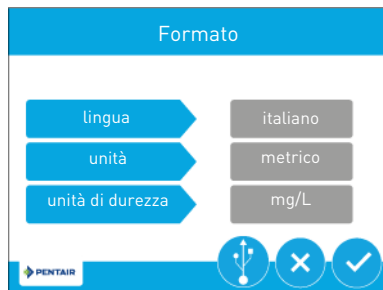 Formato
lingua
italiano
unità
metrico
unità di durezza
mg/L
PENTAIR